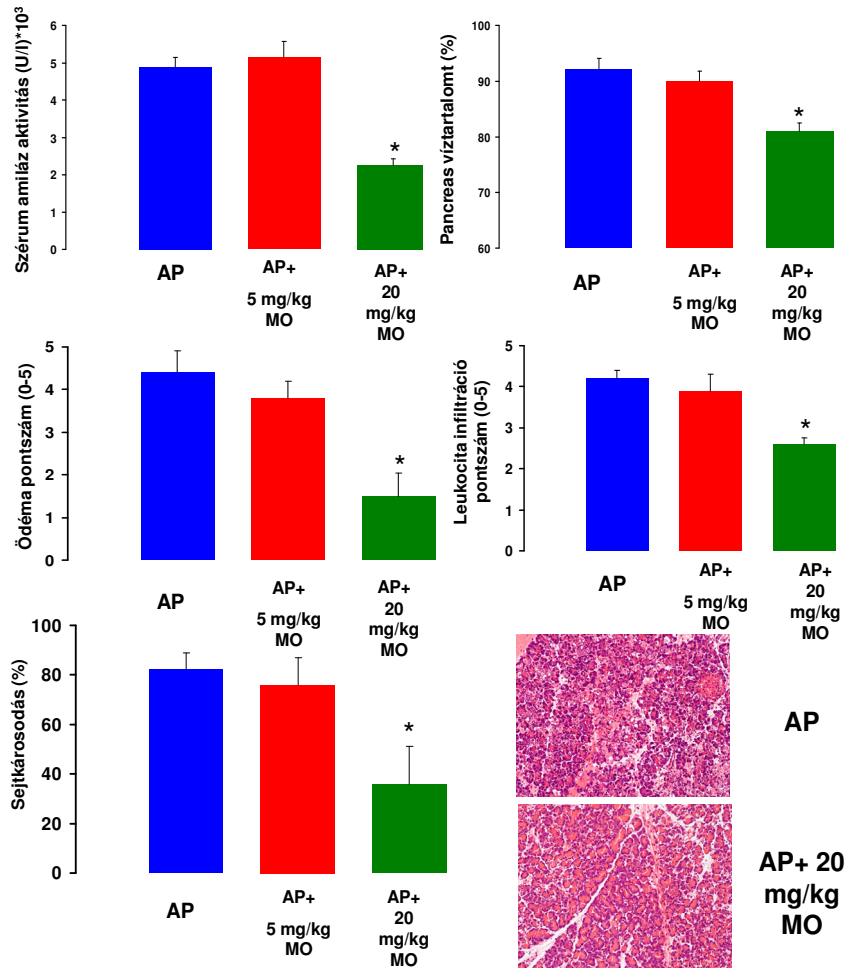 Szérum amiláz aktivitás (U/l)*10³
6
5
4
3
2
1
0
*
AP
AP+
5 mg/kg
MO
AP+
20
mg/kg
MO
Pancreas víztartalomt (%)
100
90
80
70
60
*
AP
AP+
5 mg/kg
MO
AP+
20
mg/kg
MO
Ödéma pontszám (0-5)
5
4
3
2
1
0
*
AP
AP+
5 mg/kg
MO
AP+
20
mg/kg
MO
Leukocita infiltráció
pontszám (0-5)
5
4
3
2
1
0
*
AP
AP+
5 mg/kg
MO
AP+
20
mg/kg
MO
Sejtkárosodás (%)
100
80
60
40
20
0
*
AP
AP+
5 mg/kg
MO
AP+
20
mg/kg
MO
AP
AP+ 20
mg/kg
MO